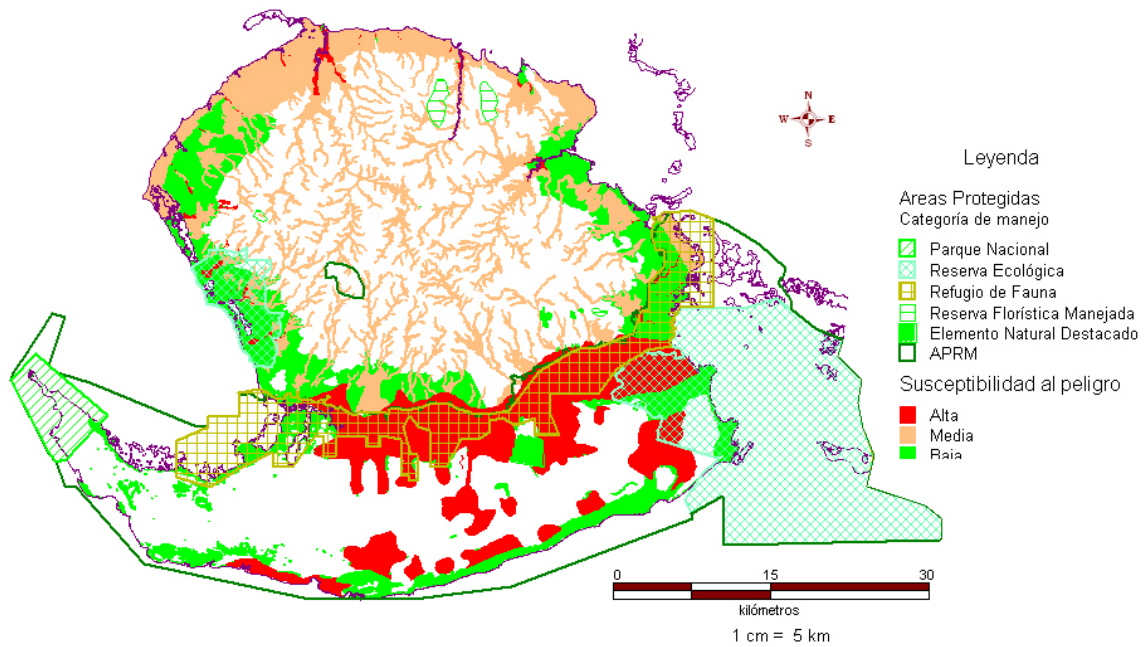 N
W E
S
Leyenda
Areas Protegidas
Categoría de manejo
Parque Nacional
Reserva Ecológica
Refugio de Fauna
Reserva Florística Manejada
Elemento Natural Destacado
APRM
Susceptibilidad al peligro
Alta
Media
Baja
0 15 30
kilómetros
1 cm = 5 km